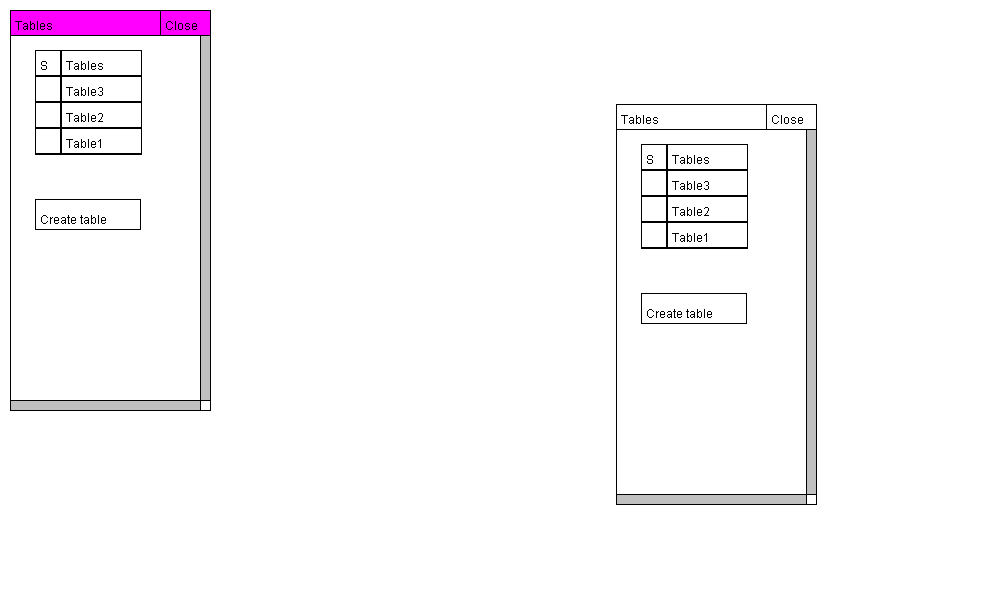 Tables Close
S Tables
Table3
Table2
Table1
Create table
Tables Close
S Tables
Table3
Table2
Table1
Create table